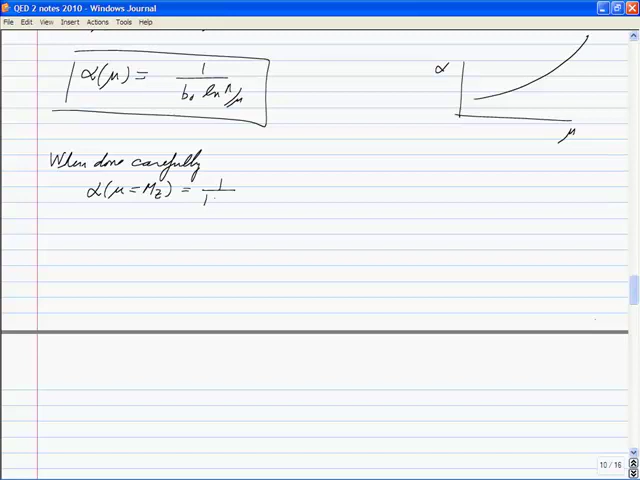 QED 2 notes 2010 - Windows Journal
File Edit View Insert Actions Tools Help
α(μ) = 1 / (b₀ ln Λ/μ)
α
μ
When done carefully
α(μ = M_Z) = 1 / 1
10 / 16